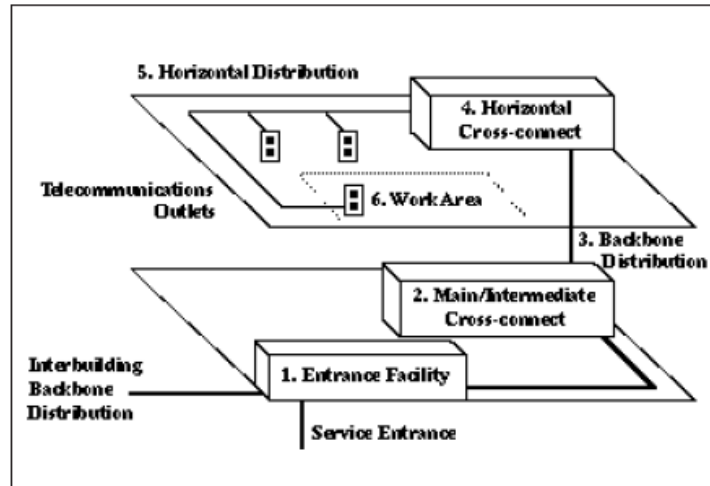 5. Horizontal Distribution
4. Horizontal
Cross-connect
Telecommunications
Outlets
6. Work Area
3. Backbone
Distribution
2. Main/Intermediate
Cross-connect
Interbuilding
Backbone
Distribution
1. Entrance Facility
Service Entrance